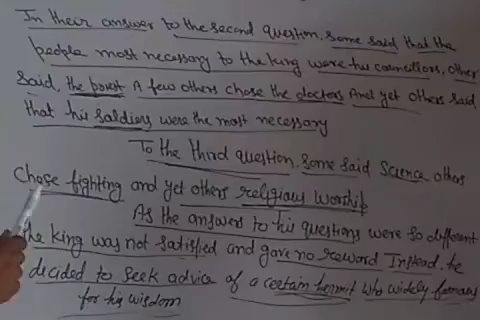 In their answer to the second question, some said that the
people most necessary to the king were his councillors, other
said, the poiest A few others chose the doctors And yet others said
that his soldiers were the most necessary
To the third question, some said Science others
Chose fighting and yet others religious worship
As the answers to his questions were so different
the king was not satisfied and gave no reward Instead, he
decided to seek advice of a certain hermit who widely famous
for his wisdom